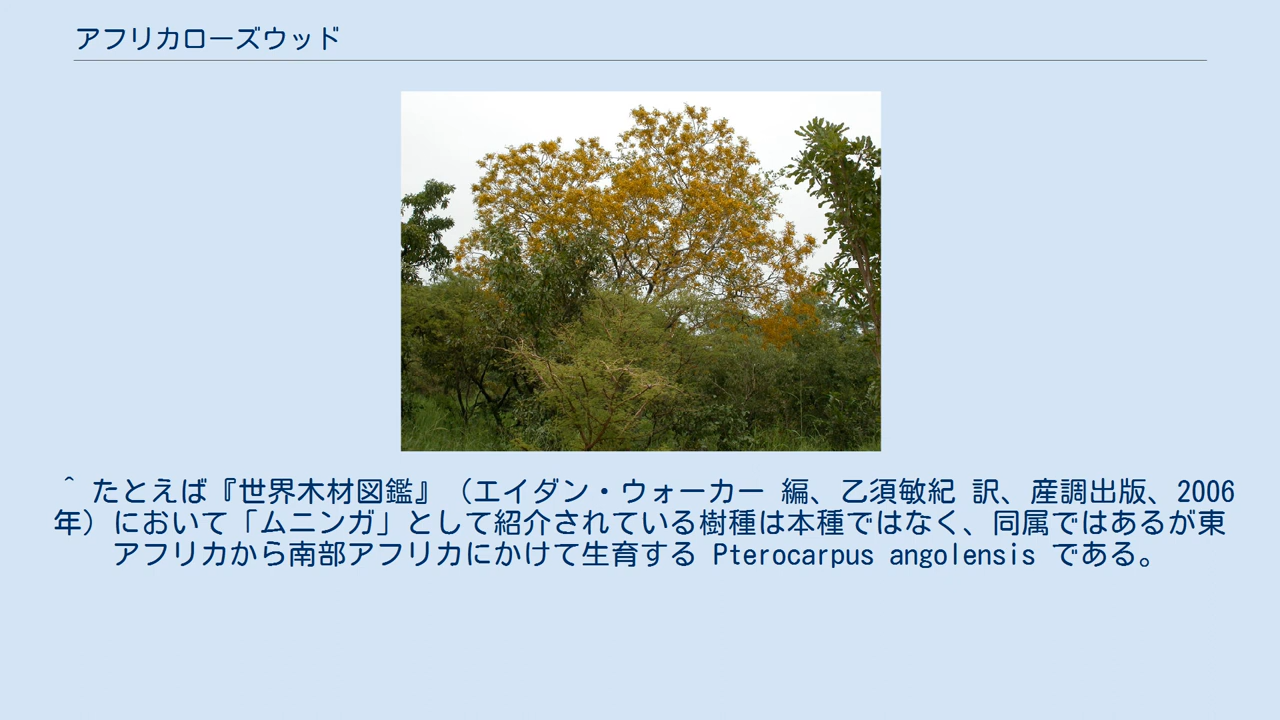 アフリカローズウッド
^ たとえば『世界木材図鑑』（エイダン・ウォーカー 編、乙須敏紀 訳、産調出版、2006
年）において「ムニンガ」として紹介されている樹種は本種ではなく、同属ではあるが東
アフリカから南部アフリカにかけて生育する Pterocarpus angolensis である。